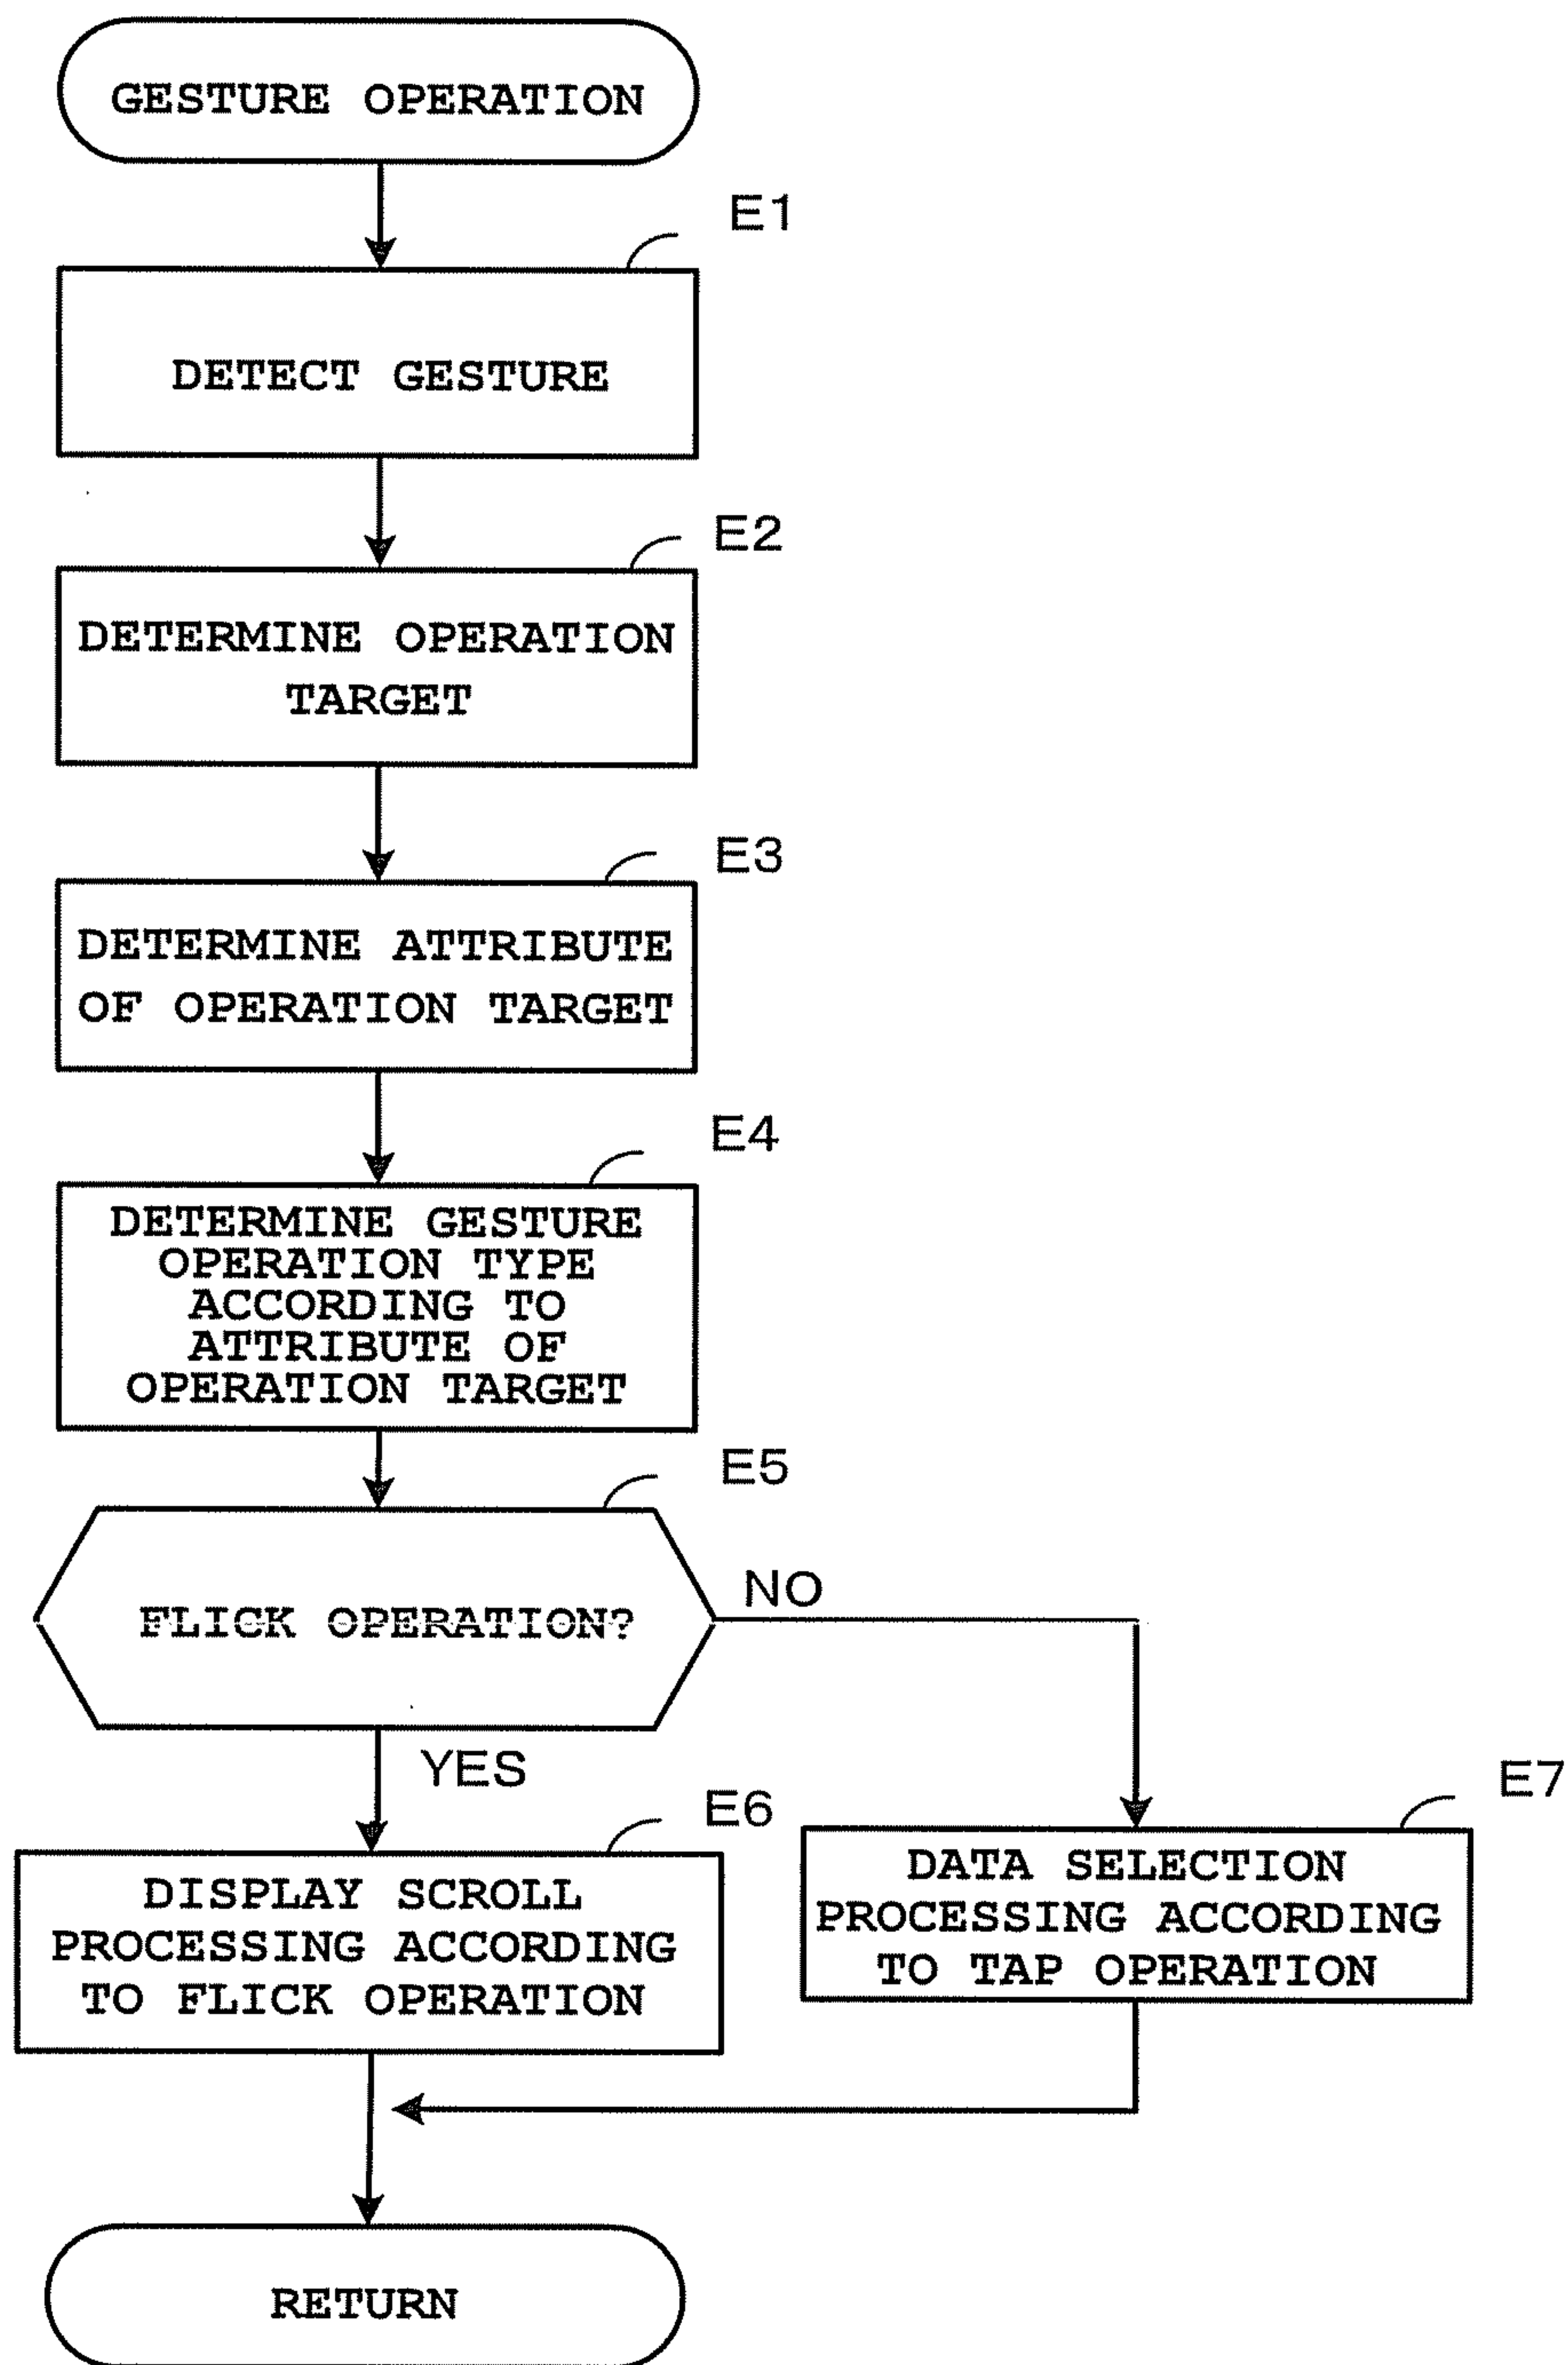 GESTURE OPERATION
E1
DETECT GESTURE
E2
DETERMINE OPERATION
TARGET
E3
DETERMINE ATTRIBUTE
OF OPERATION TARGET
E4
DETERMINE GESTURE
OPERATION TYPE
ACCORDING TO
ATTRIBUTE OF
OPERATION TARGET
E5
FLICK OPERATION?
NO
YES
E6
DISPLAY SCROLL
PROCESSING ACCORDING
TO FLICK OPERATION
E7
DATA SELECTION
PROCESSING ACCORDING
TO TAP OPERATION
RETURN